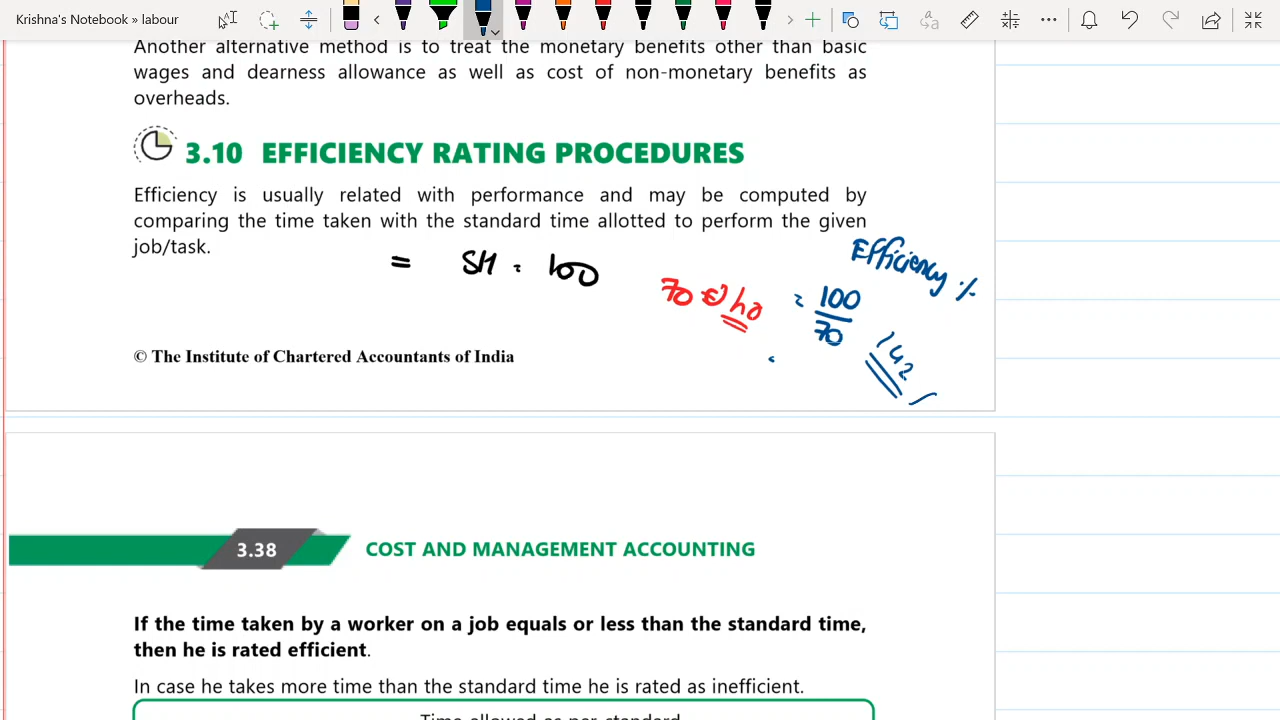 Krishna's Notebook » labour
Another alternative method is to treat the monetary benefits other than basic
wages and dearness allowance as well as cost of non-monetary benefits as
overheads.
3.10 EFFICIENCY RATING PROCEDURES
Efficiency is usually related with performance and may be computed by
comparing the time taken with the standard time allotted to perform the given
job/task.
= SH = 100
Efficiency %
70
= 100
70
142
© The Institute of Chartered Accountants of India
3.38 COST AND MANAGEMENT ACCOUNTING
If the time taken by a worker on a job equals or less than the standard time,
then he is rated efficient.
In case he takes more time than the standard time he is rated as inefficient.
Time allowed as per standard